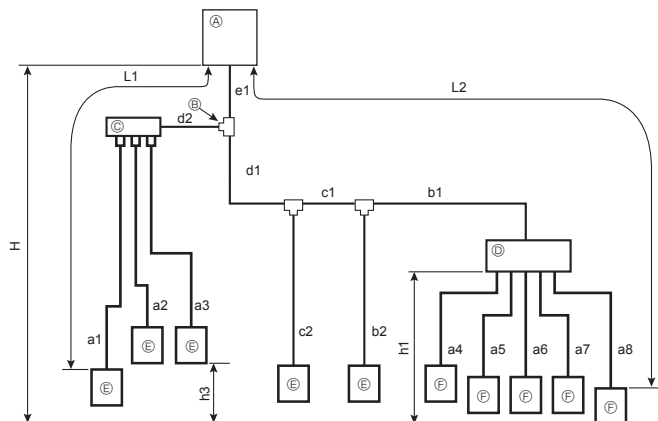 Ⓐ
L1
L2
e1
Ⓑ
Ⓒ
d2
d1
c1
b1
H
Ⓓ
a1
a2
a3
Ⓔ
Ⓔ
Ⓔ
h3
c2
b2
Ⓔ
Ⓔ
h1
a4
a5
a6
a7
a8
Ⓕ
Ⓕ
Ⓕ
Ⓕ
Ⓕ